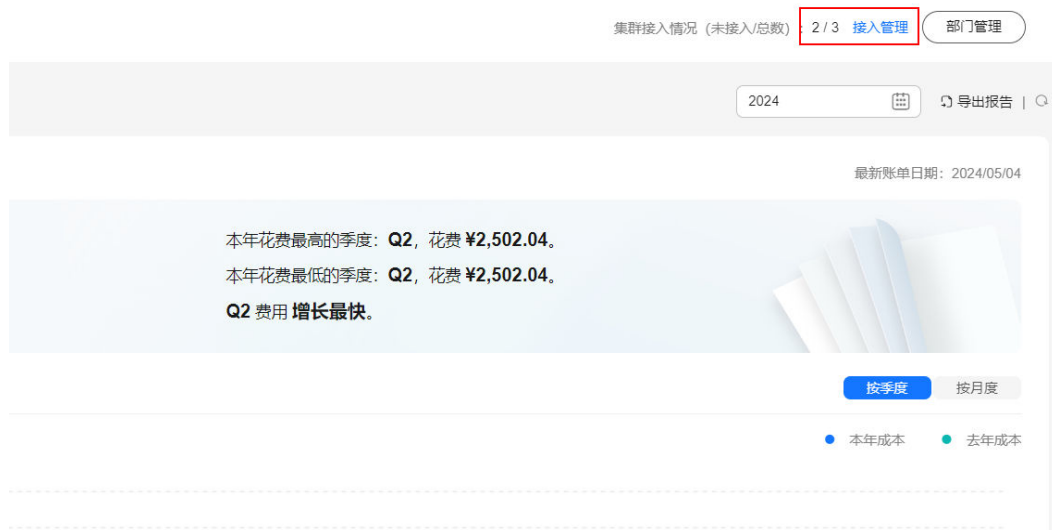 集群接入情况 (未接入/总数) : 2 / 3 接入管理 部门管理
2024 导出报告 |
最新账单日期: 2024/05/04
本年花费最高的季度: Q2, 花费 ¥2,502.04。
本年花费最低的季度: Q2, 花费 ¥2,502.04。
Q2 费用 增长最快。
按季度 按月度
本年成本 去年成本